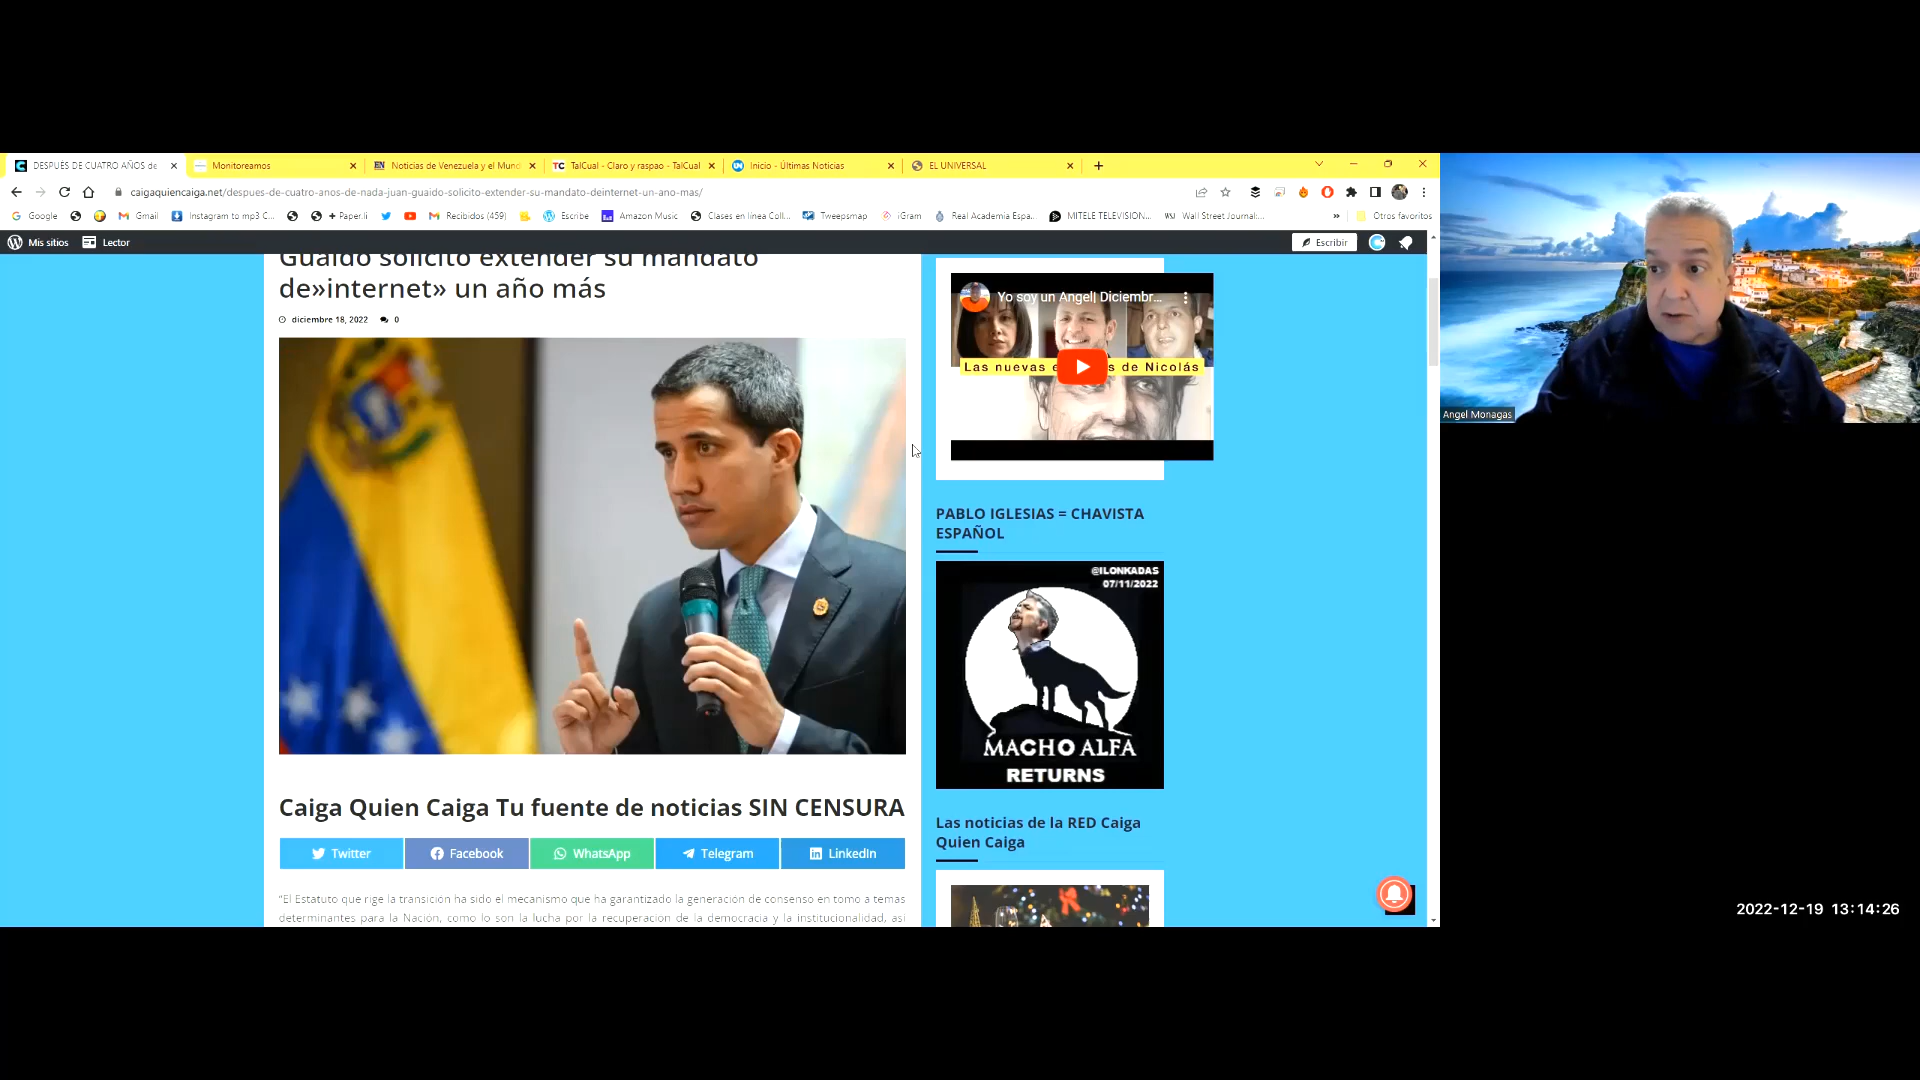 DESPUÉS DE CUATRO AÑOS de
Monitoreamos
Noticias de Venezuela y el Mund
TalCual - Claro y raspao - TalCual
Inicio - Últimas Noticias
EL UNIVERSAL
caigaquiencaiga.net/despues-de-cuatro-anos-de-nada-juan-guaido-solicito-extender-su-mandato-deinternet-un-ano-mas/
Google
Gmail
Instagram to mp3 C...
+ Paper.li
Recibidos (459)
Escribe
Amazon Music
Clases en línea Coll...
Tweepsmap
iGram
Real Academia Espa...
MITELE TELEVISION...
Wall Street Journal:...
Otros favoritos
Mis sitios
Lector
Escribir
Guaidó solicitó extender su mandato
de»internet» un año más
diciembre 18, 2022
0
Yo soy un Angel| Diciembr...
Las nuevas e s de Nicolás
PABLO IGLESIAS = CHAVISTA
ESPAÑOL
@ILONKADAS
07/11/2022
MACHO ALFA
RETURNS
Caiga Quien Caiga Tu fuente de noticias SIN CENSURA
Twitter
Facebook
WhatsApp
Telegram
LinkedIn
Las noticias de la RED Caiga
Quien Caiga
“El Estatuto que rige la transición ha sido el mecanismo que ha garantizado la generación de consenso en torno a temas
determinantes para la Nación, como lo son la lucha por la recuperación de la democracia y la institucionalidad, así
Angel Monagas
2022-12-19 13:14:26